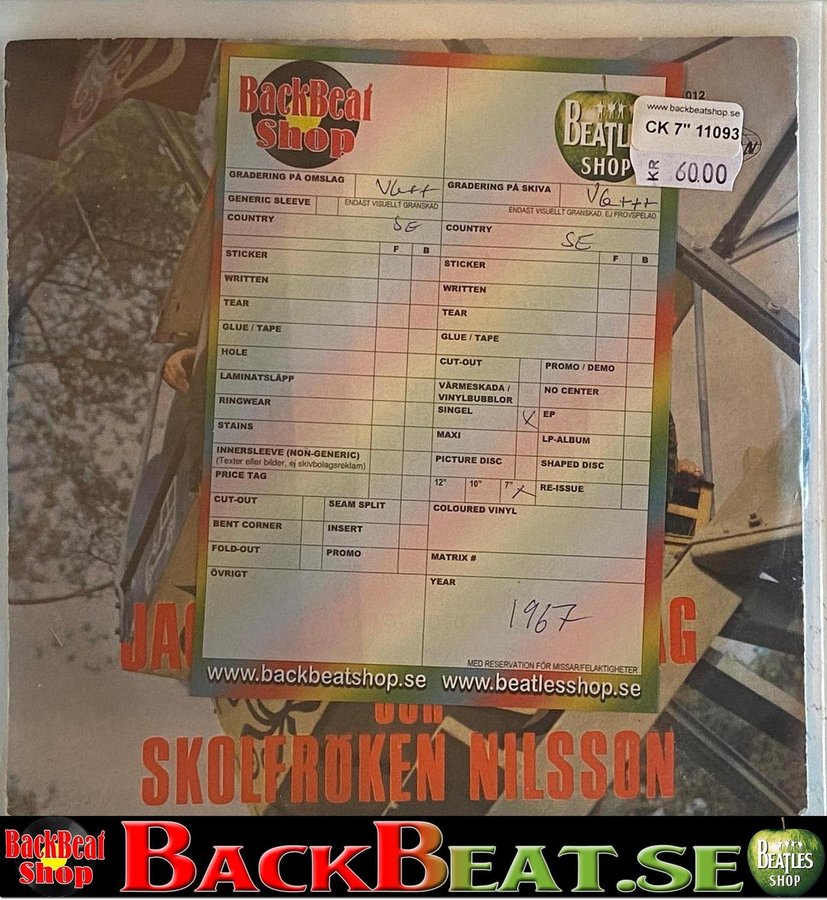 BackBeat
Shop
BEATL
SHOP
012
www.backbeatshop.se
CK 7" 11093
KR 60.00
N
GRADERING PÅ OMSLAG VG++
ENDAST VISUELLT GRANSKAD
GENERIC SLEEVE
COUNTRY SE
F B
STICKER
WRITTEN
TEAR
GLUE / TAPE
HOLE
LAMINATSLÄPP
RINGWEAR
STAINS
INNERSLEEVE (NON-GENERIC)
(Texter eller bilder, ej skivbolagsreklam)
PRICE TAG
CUT-OUT SEAM SPLIT
BENT CORNER INSERT
FOLD-OUT PROMO
ÖVRIGT
GRADERING PÅ SKIVA VG+++
ENDAST VISUELLT GRANSKAD, EJ PROVSPELAD
COUNTRY SE
F B
STICKER
WRITTEN
TEAR
GLUE / TAPE
CUT-OUT PROMO / DEMO
VÄRMESKADA /
VINYLBUBBLOR NO CENTER
SINGEL X EP
MAXI LP-ALBUM
PICTURE DISC SHAPED DISC
12" 10" 7" X RE-ISSUE
COLOURED VINYL
MATRIX #
YEAR
1967
MED RESERVATION FÖR MISSAR/FELAKTIGHETER
www.backbeatshop.se www.beatlesshop.se
JA G
OCH
SKOLFRÖKEN NILSSON
BackBeat
Shop
BACKBEAT.SE
BEATLES
SHOP